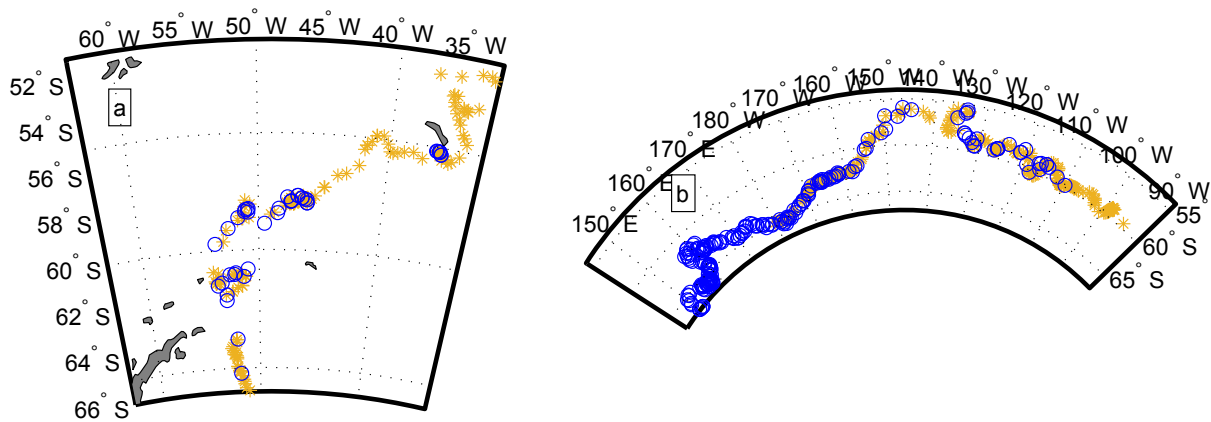 60° W
55° W
50° W
45° W
40° W
35° W
52° S
54° S
56° S
58° S
60° S
62° S
64° S
66° S
a
150° E
160° E
170° E
180° W
170° W
160° W
150° W
140° W
130° W
120° W
110° W
100° W
90° W
55°
60° S
65° S
b